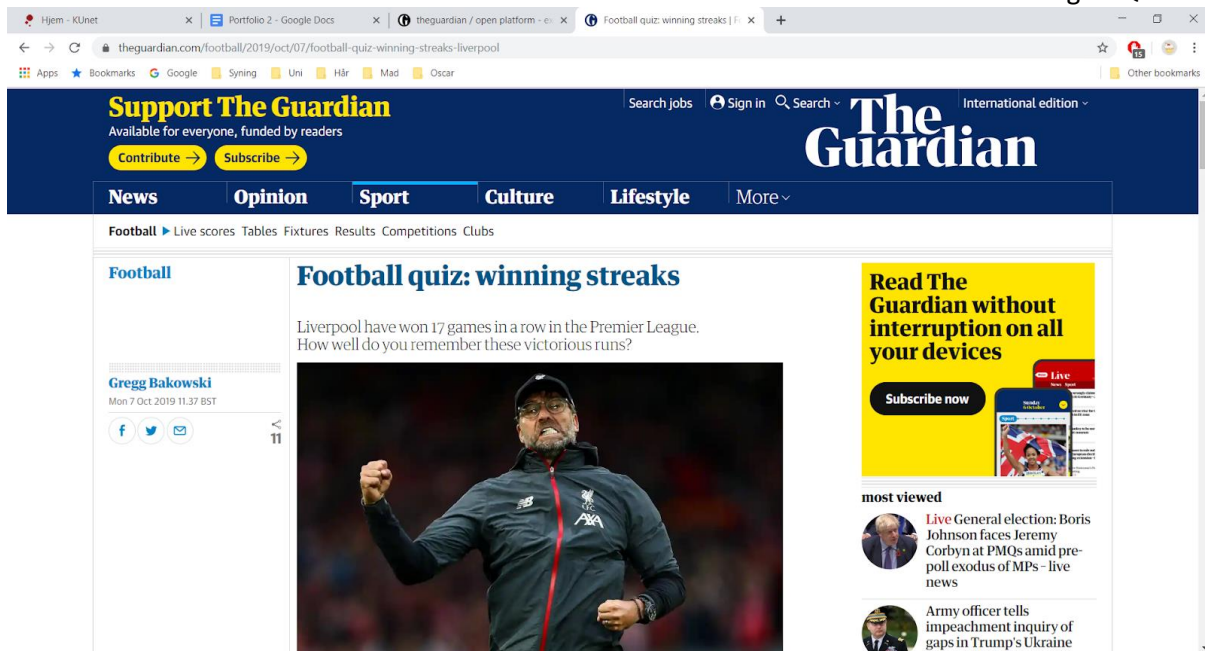 Hjem - KUnet
Portfolio 2 - Google Docs
theguardian / open platform - ex
Football quiz: winning streaks | F
theguardian.com/football/2019/oct/07/football-quiz-winning-streaks-liverpool
15
Apps Bookmarks Google Syning Uni Hår Mad Oscar Other bookmarks
Support The Guardian
Available for everyone, funded by readers
Contribute → Subscribe →
Search jobs Sign in Search International edition
The
Guardian
News Opinion Sport Culture Lifestyle More
Football Live scores Tables Fixtures Results Competitions Clubs
Football
Football quiz: winning streaks
Liverpool have won 17 games in a row in the Premier League.
How well do you remember these victorious runs?
Gregg Bakowski
Mon 7 Oct 2019 11.37 BST
11
NB
L.F.C.
AXA
Read The
Guardian without
interruption on all
your devices
Subscribe now
Live
most viewed
Live General election: Boris
Johnson faces Jeremy
Corbyn at PMQs amid pre-
poll exodus of MPs – live
news
Army officer tells
impeachment inquiry of
gaps in Trump's Ukraine